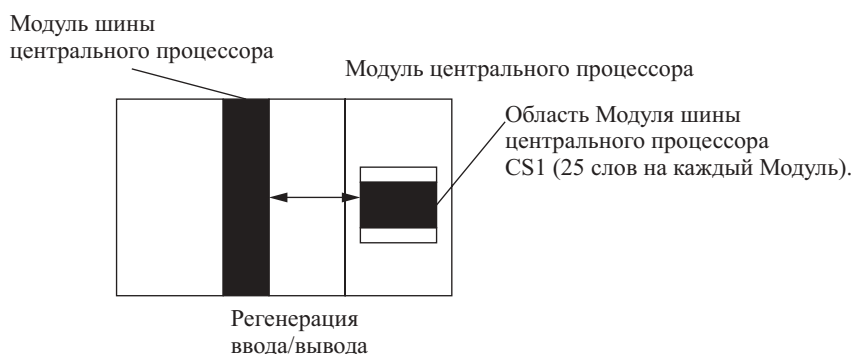 Модуль шины
центрального процессора
Модуль центрального процессора
Область Модуля шины
центрального процессора
CS1 (25 слов на каждый Модуль).
Регенерация
ввода/вывода